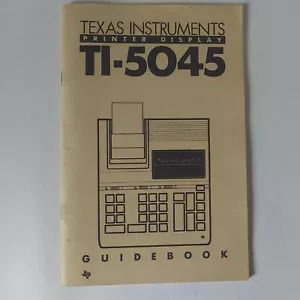 TEXAS INSTRUMENTS
PRINTER DISPLAY
TI-5045
GUIDEBOOK